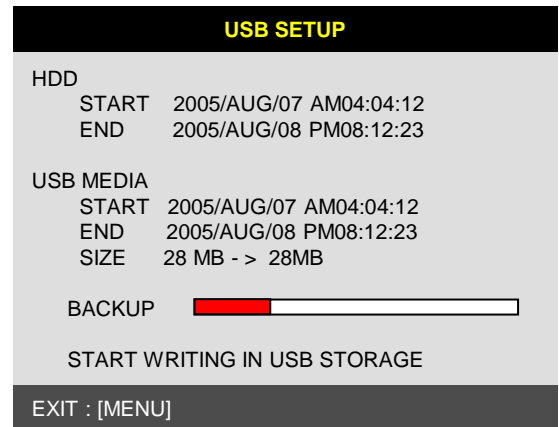 USB SETUP
HDD
START 2005/AUG/07 AM04:04:12
END 2005/AUG/08 PM08:12:23
USB MEDIA
START 2005/AUG/07 AM04:04:12
END 2005/AUG/08 PM08:12:23
SIZE 28 MB - > 28MB
BACKUP
START WRITING IN USB STORAGE
EXIT : [MENU]